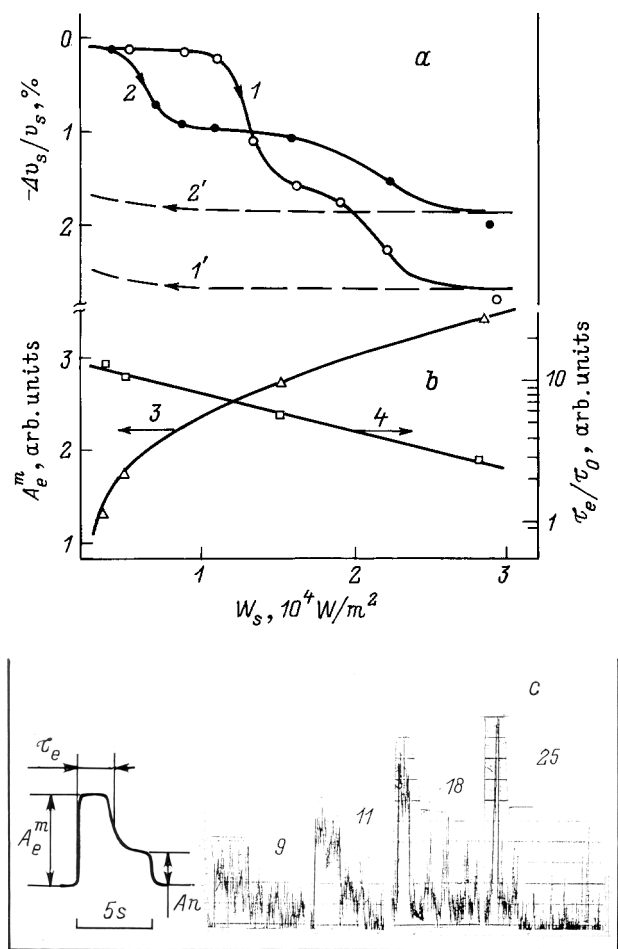 a
0
1
2
-Δv_s/v_s, %
2
1
2'
1'
b
3
2
1
A_e^m, arb. units
3
4
10
1
τ_e/τ_0, arb. units
1
2
3
W_s, 10^4 W/m^2
c
τ_e
A_e^m
An
5s
9
11
18
25